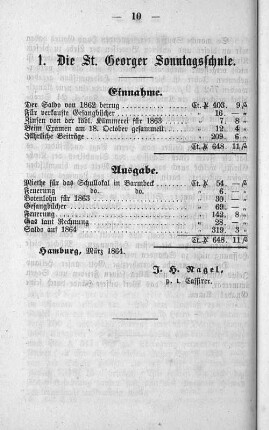 — 10 —
1. Die St. Georger Sonntagsschule.
Einnahme.
Der Saldo von 1862 betrug Ct. ₰ 403. 9 ß
Für verkaufte Gesangbücher " 16. —"
Zinsen von der löbl. Kämmerei für 1863 " 7. 8"
Beim Examen am 18. October gesammelt " 12. 4"
Jährliche Beiträge " 209. 6"
Ct. ₰ 648. 11 ß
Ausgabe.
Miethe für das Schullokal in Barmbeck Ct. ₰ 54. — ß
Feuerung do. do. " 6. —"
Botenlohn für 1863 " 30. —"
Gesangbücher " 69. —"
Feuerung " 142. 8"
Gas laut Rechnung " 28. —"
Saldo auf 1864 " 319. 3"
Ct. ₰ 648. 11 ß
Hamburg, März 1864.
J. H. Nagel,
p. t. Cassirer.